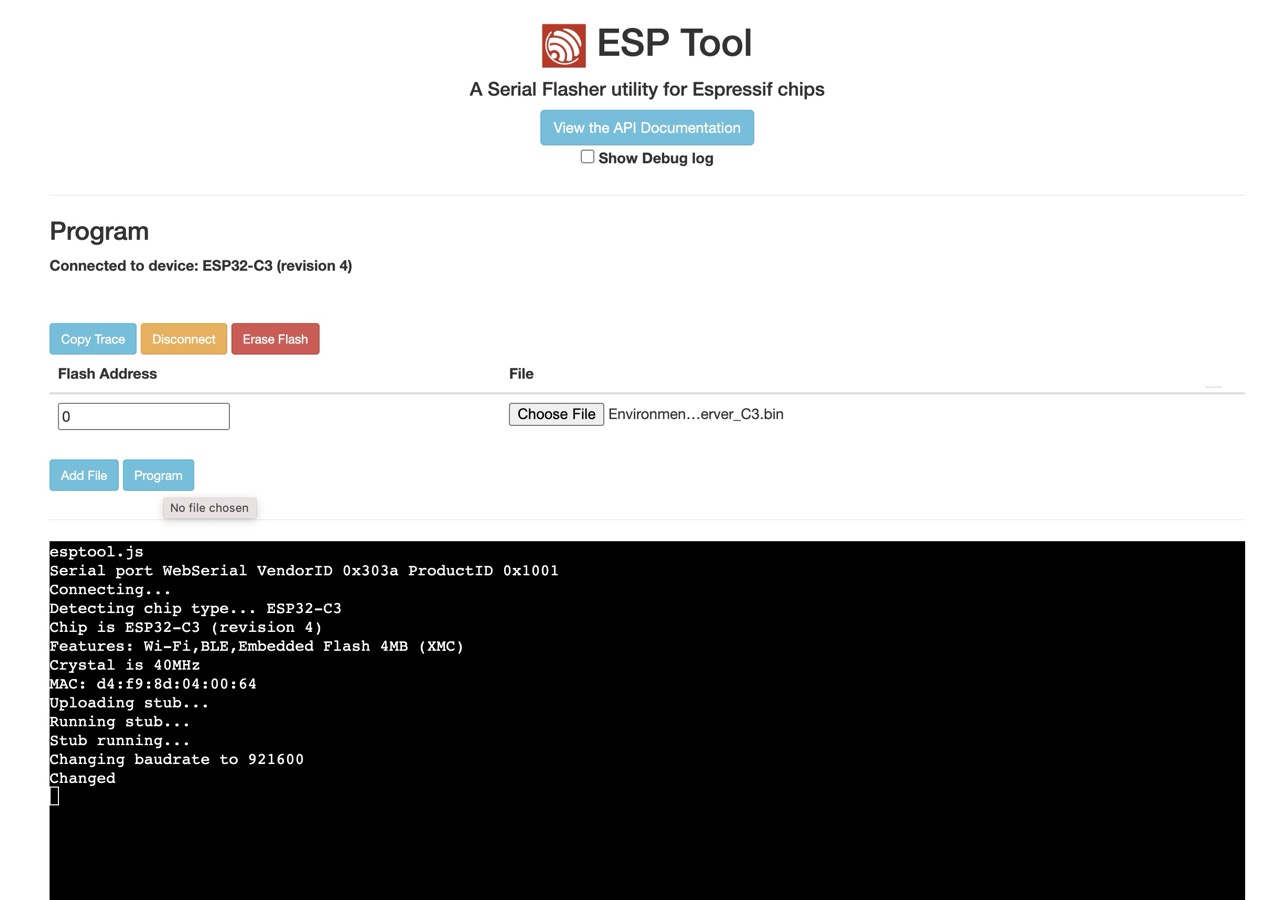 ESP Tool
A Serial Flasher utility for Espressif chips
View the API Documentation
Show Debug log
Program
Connected to device: ESP32-C3 (revision 4)
Copy Trace Disconnect Erase Flash
Flash Address File
0 Choose File Environmen…erver_C3.bin
Add File Program
No file chosen
esptool.js
Serial port WebSerial VendorID 0x303a ProductID 0x1001
Connecting...
Detecting chip type... ESP32-C3
Chip is ESP32-C3 (revision 4)
Features: Wi-Fi,BLE,Embedded Flash 4MB (XMC)
Crystal is 40MHz
MAC: d4:f9:8d:04:00:64
Uploading stub...
Running stub...
Stub running...
Changing baudrate to 921600
Changed